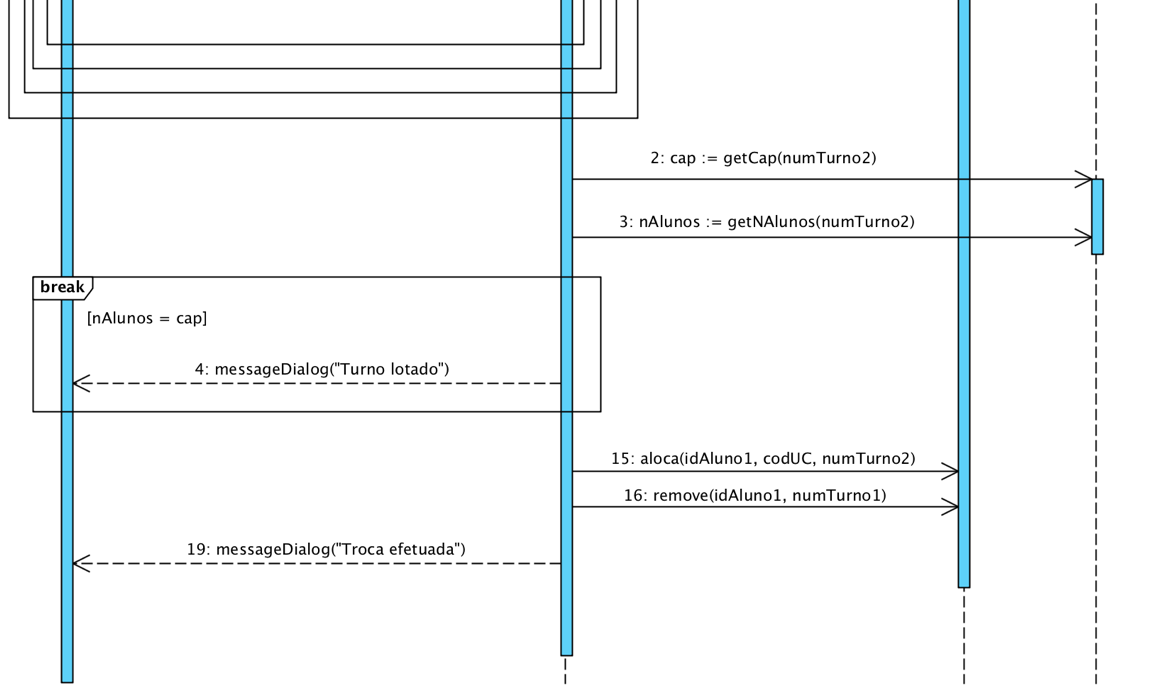 2: cap := getCap(numTurno2)
3: nAlunos := getNAlunos(numTurno2)
break
[nAlunos = cap]
4: messageDialog("Turno lotado")
15: aloca(idAluno1, codUC, numTurno2)
16: remove(idAluno1, numTurno1)
19: messageDialog("Troca efetuada")